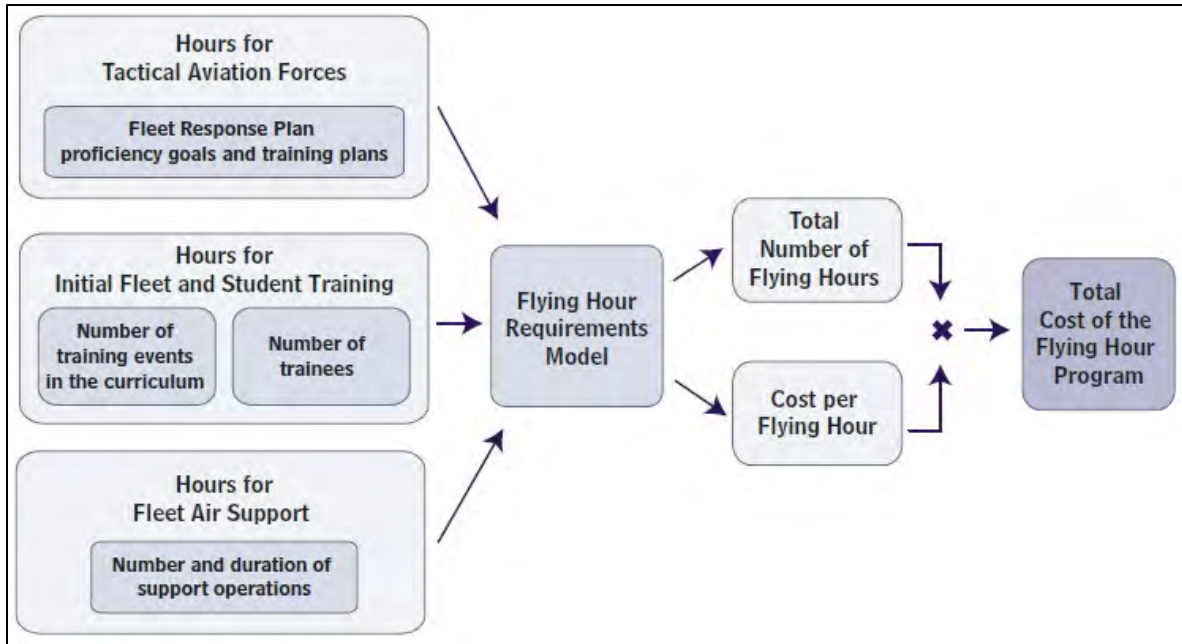 Hours for
Tactical Aviation Forces
Fleet Response Plan
proficiency goals and training plans
Hours for
Initial Fleet and Student Training
Number of
training events
in the curriculum
Number of
trainees
Hours for
Fleet Air Support
Number and duration of
support operations
Flying Hour
Requirements
Model
Total
Number of
Flying Hours
Cost per
Flying Hour
Total
Cost of the
Flying Hour
Program